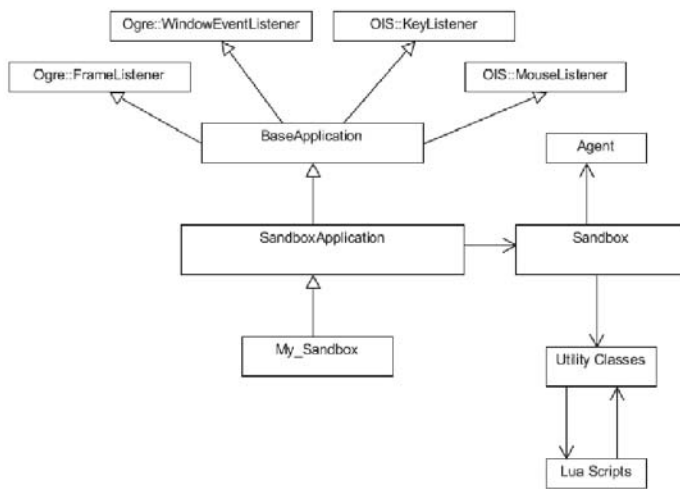 Ogre::WindowEventListener
OIS::KeyListener
Ogre::FrameListener
OIS::MouseListener
BaseApplication
Agent
SandboxApplication
Sandbox
My_Sandbox
Utility Classes
Lua Scripts